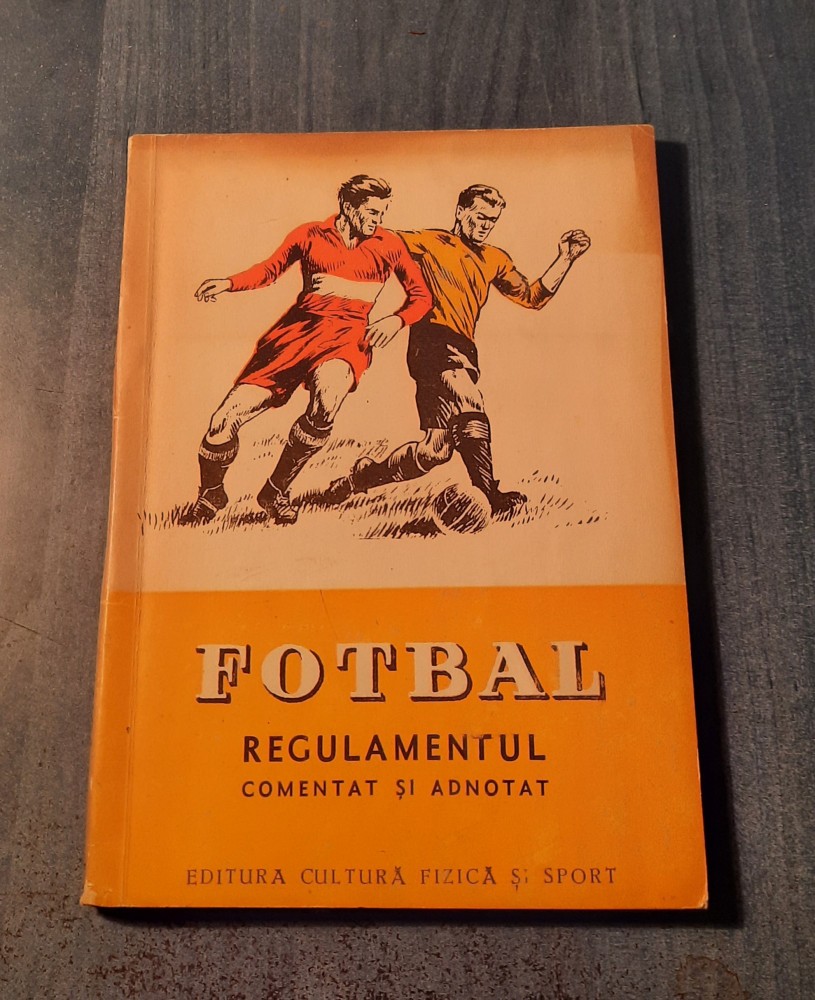 FOTBAL
REGULAMENTUL
COMENTAT ȘI ADNOTAT
EDITURA CULTURĂ FIZICĂ ȘI SPORT